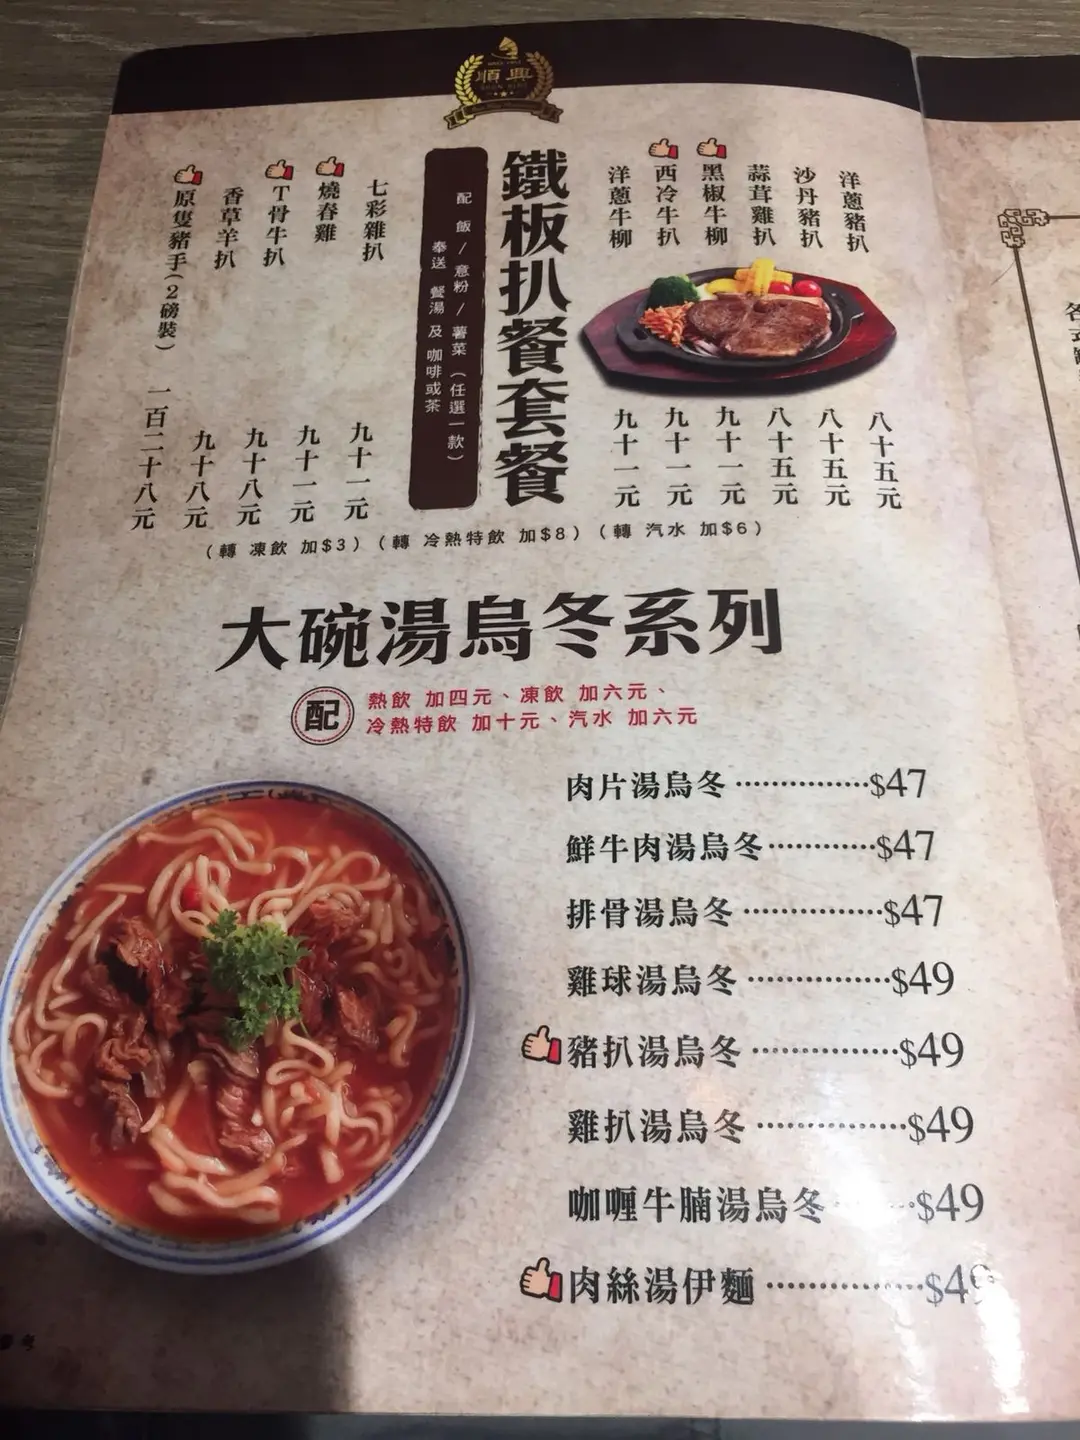 順興
鐵板扒餐套餐
配 飯 / 意粉 / 薯菜 (任選一款)
奉送 餐湯 及 咖啡或茶
洋蔥豬扒 八十五元
沙丹豬扒 八十五元
蒜茸雞扒 八十五元
黑椒牛柳 九十一元
西冷牛扒 九十一元
洋蔥牛柳 九十一元
七彩雜扒 九十一元
燒春雞 九十一元
T骨牛扒 九十八元
香草羊扒 九十八元
原隻豬手(2磅裝) 一百二十八元
(轉 凍飲 加$3) (轉 冷熱特飲 加$8) (轉 汽水 加$6)
大碗湯烏冬系列
配
熱飲 加四元、凍飲 加六元、
冷熱特飲 加十元、汽水 加六元
肉片湯烏冬 ··············· $47
鮮牛肉湯烏冬 ············ $47
排骨湯烏冬 ··············· $47
雞球湯烏冬 ··············· $49
豬扒湯烏冬 ··············· $49
雞扒湯烏冬 ··············· $49
咖喱牛腩湯烏冬 ······ $49
肉絲湯伊麵 ··············· $49